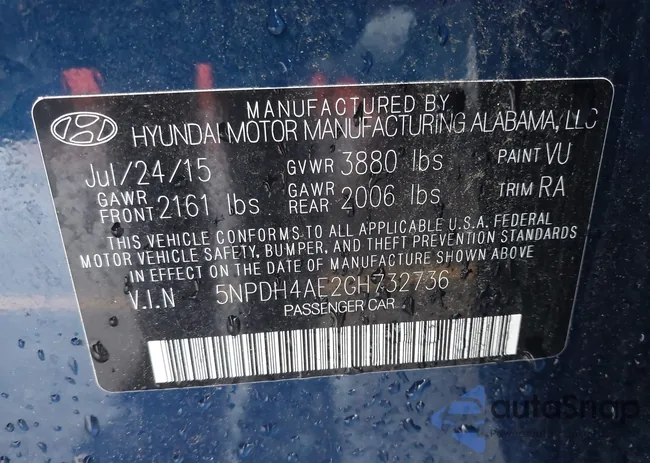 MANUFACTURED BY
HYUNDAI MOTOR MANUFACTURING ALABAMA, LLC
Jul/24/15 GVWR 3880 lbs PAINT VU
GAWR FRONT 2161 lbs GAWR REAR 2006 lbs TRIM RA
THIS VEHICLE CONFORMS TO ALL APPLICABLE U.S.A. FEDERAL
MOTOR VEHICLE SAFETY, BUMPER, AND THEFT PREVENTION STANDARDS
IN EFFECT ON THE DATE OF MANUFACTURE SHOWN ABOVE
V.I.N 5NPDH4AE2GH732736
PASSENGER CAR
autoSnap